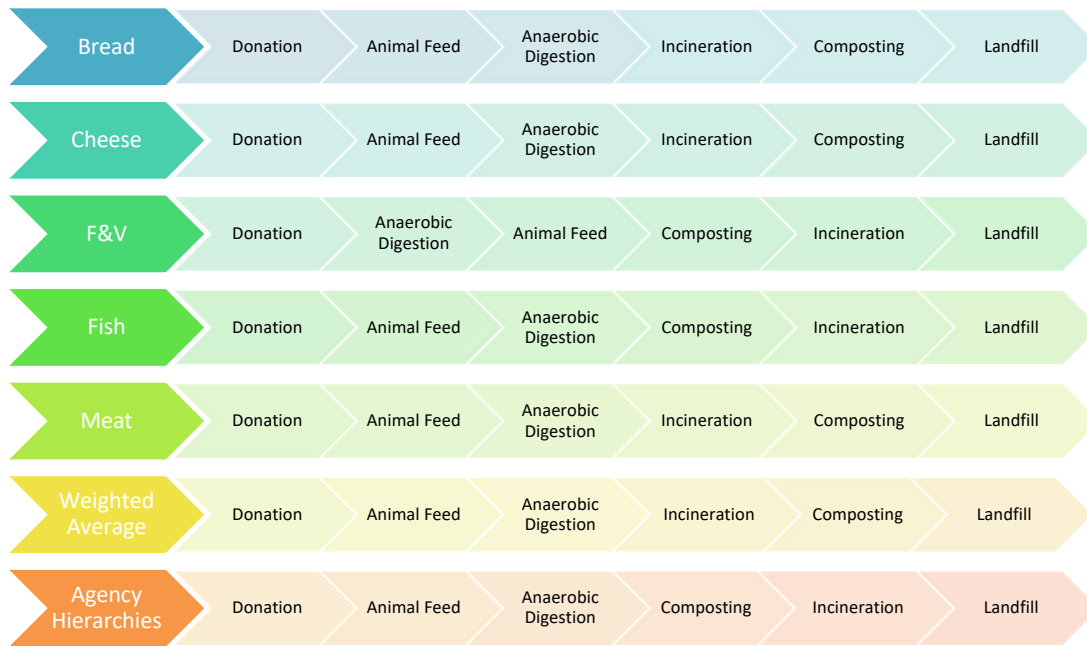 Bread
Donation
Animal Feed
Anaerobic
Digestion
Incineration
Composting
Landfill
Cheese
Donation
Animal Feed
Anaerobic
Digestion
Incineration
Composting
Landfill
F&V
Donation
Anaerobic
Digestion
Animal Feed
Composting
Incineration
Landfill
Fish
Donation
Animal Feed
Anaerobic
Digestion
Composting
Incineration
Landfill
Meat
Donation
Animal Feed
Anaerobic
Digestion
Incineration
Composting
Landfill
Weighted
Average
Donation
Animal Feed
Anaerobic
Digestion
Incineration
Composting
Landfill
Agency
Hierarchies
Donation
Animal Feed
Anaerobic
Digestion
Composting
Incineration
Landfill